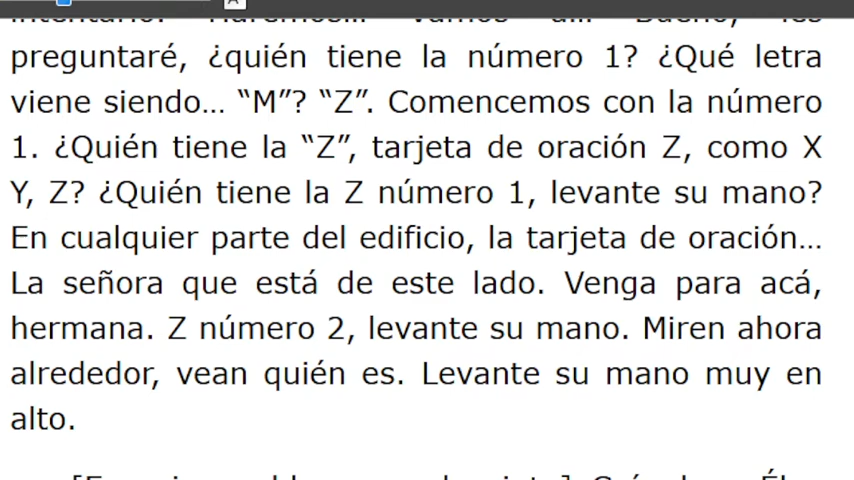 preguntaré, ¿quién tiene la número 1? ¿Qué letra
viene siendo… “M”? “Z”. Comencemos con la número
1. ¿Quién tiene la “Z”, tarjeta de oración Z, como X
Y, Z? ¿Quién tiene la Z número 1, levante su mano?
En cualquier parte del edificio, la tarjeta de oración…
La señora que está de este lado. Venga para acá,
hermana. Z número 2, levante su mano. Miren ahora
alrededor, vean quién es. Levante su mano muy en
alto.